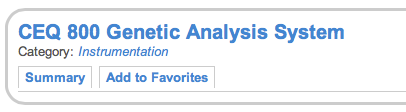 CEQ 800 Genetic Analysis System
Category: Instrumentation
Summary Add to Favorites